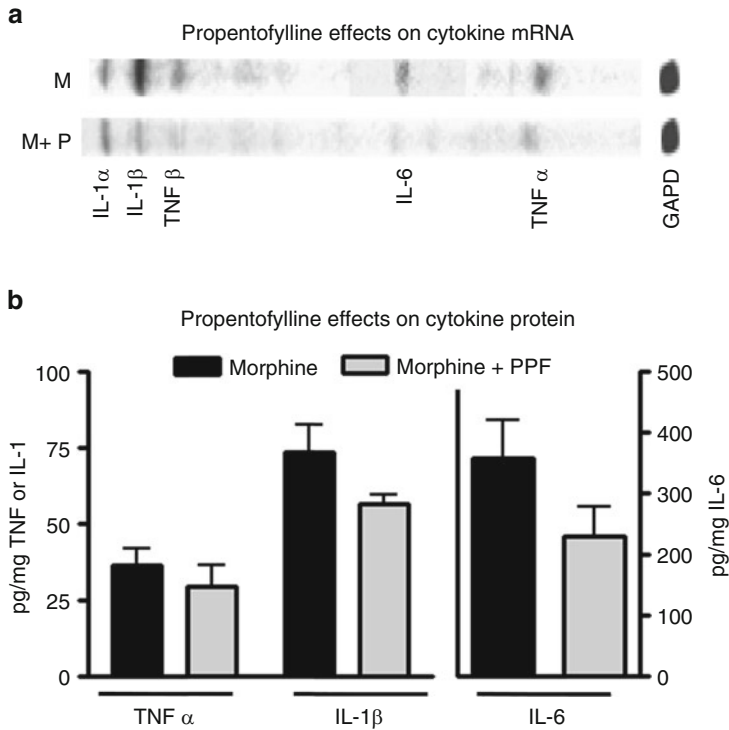 a
Propentofylline effects on cytokine mRNA
M
M+ P
IL-1α
IL-1β
TNF β
IL-6
TNF α
GAPD
b
Propentofylline effects on cytokine protein
Morphine
Morphine + PPF
pg/mg TNF or IL-1
100
75
50
25
0
500
400
300
200
100
0
pg/mg IL-6
TNF α
IL-1β
IL-6